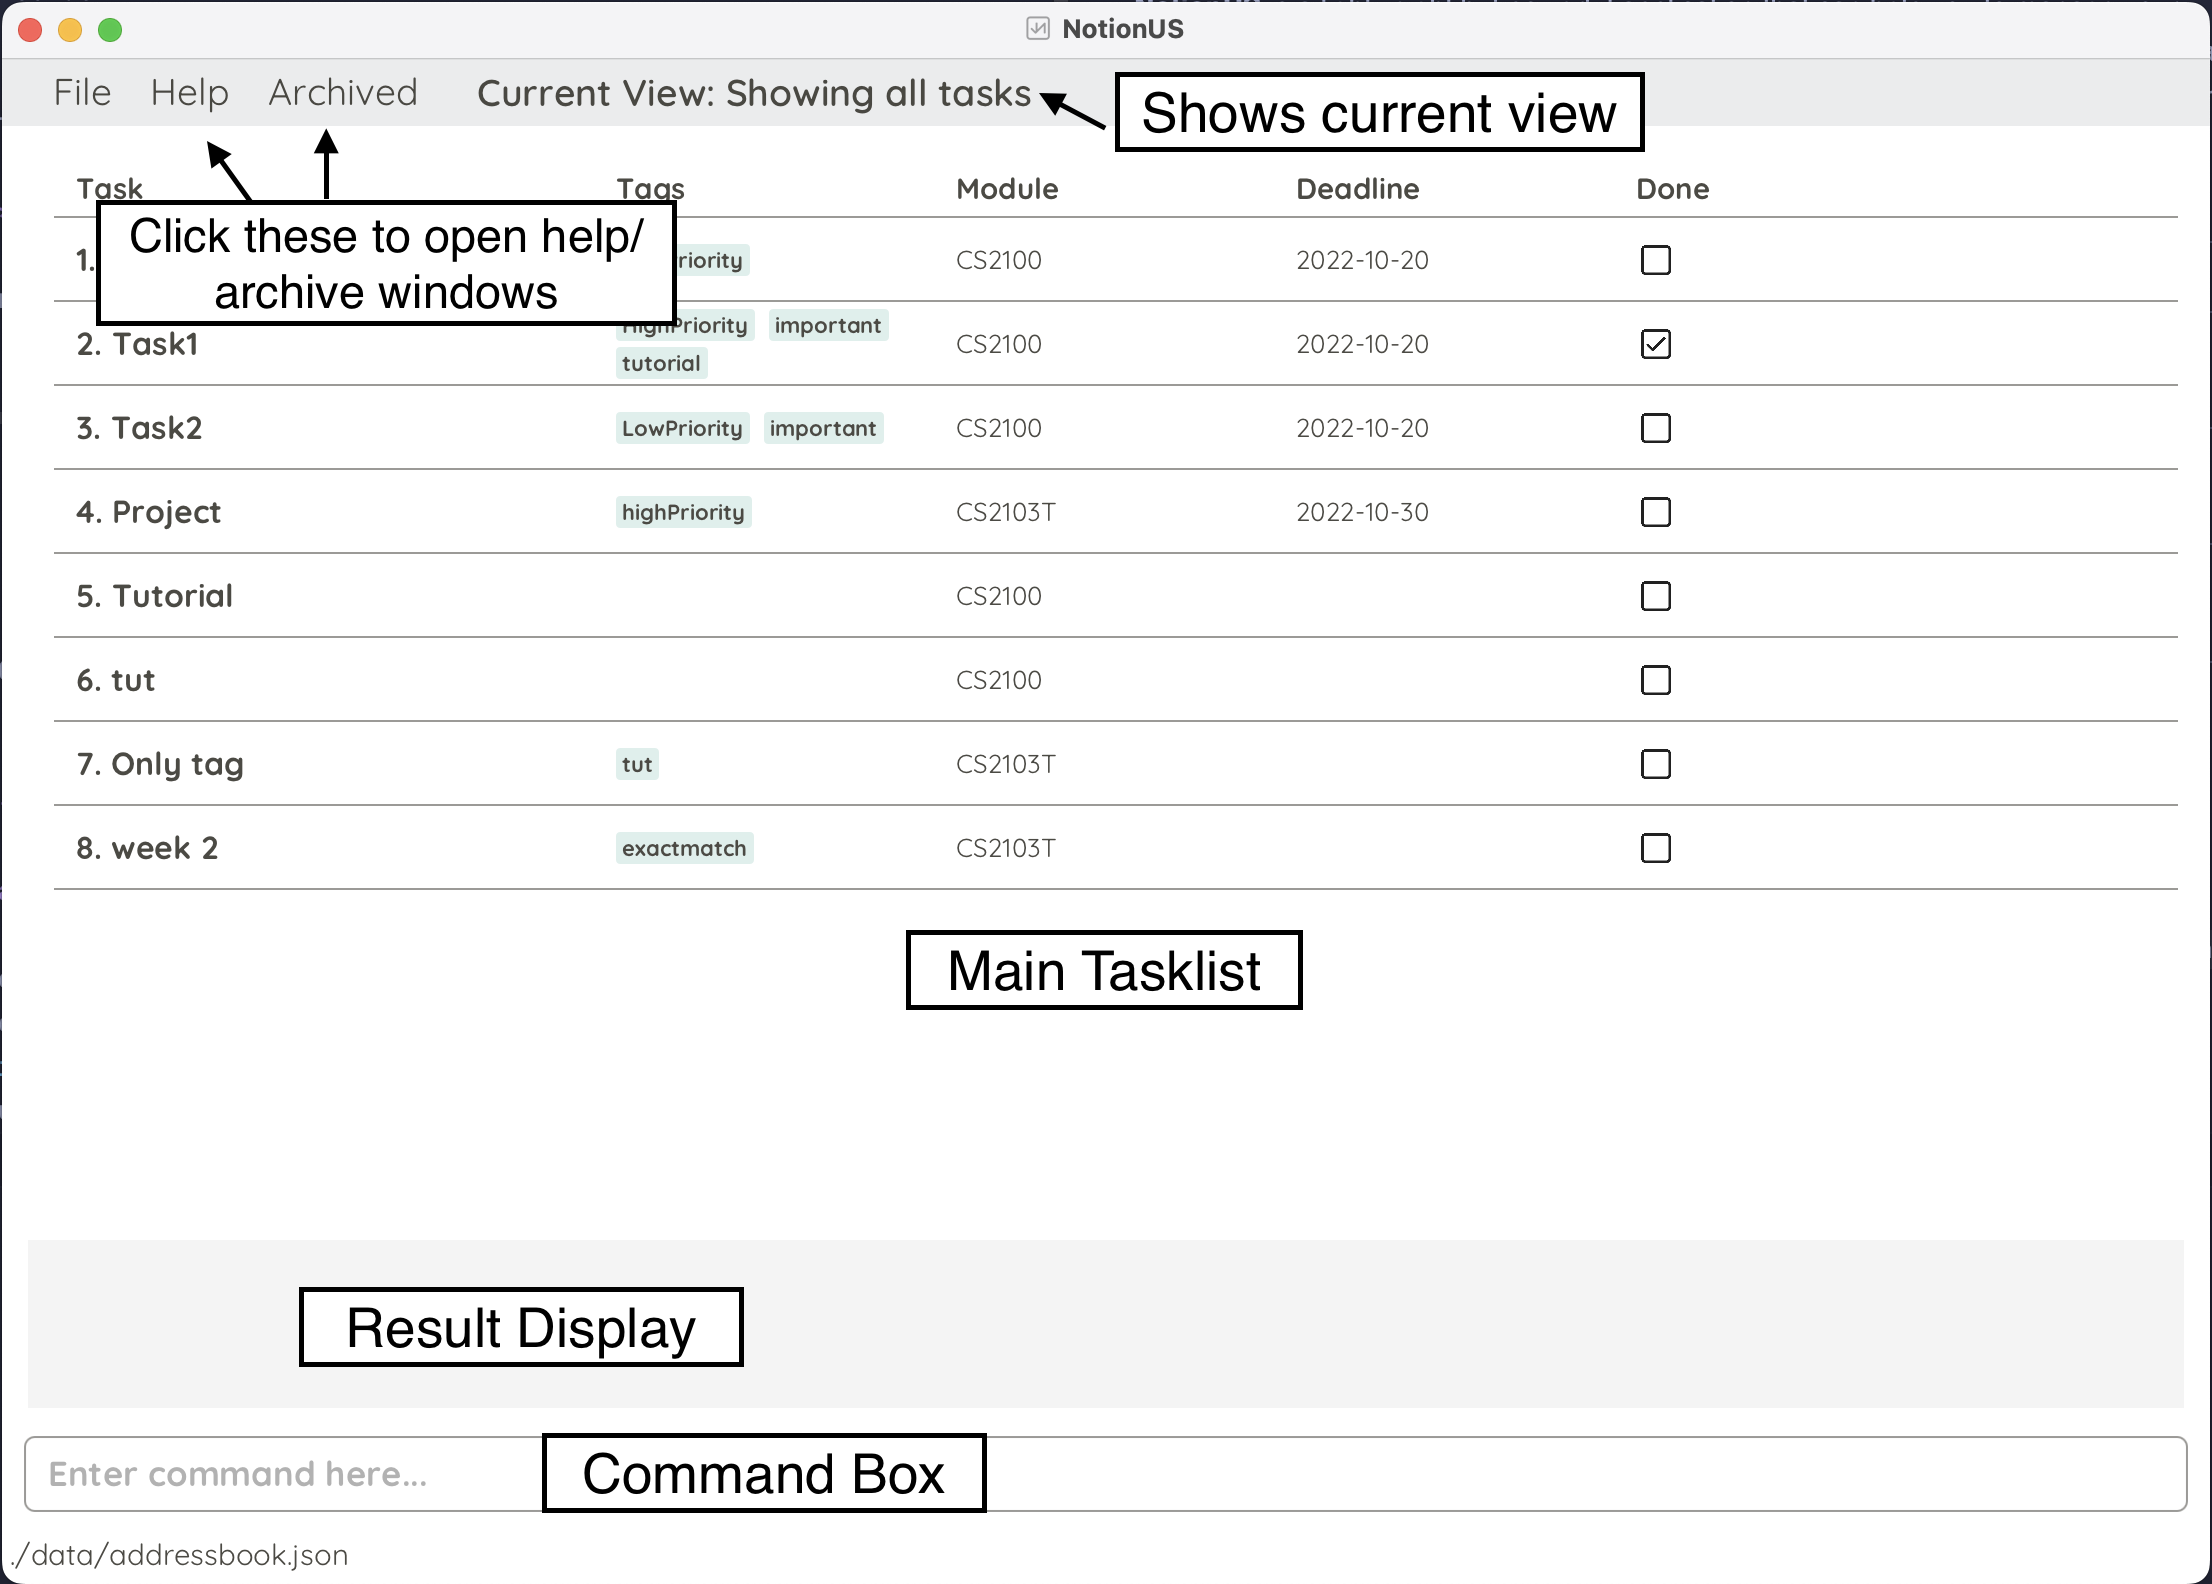 NotionUS
File Help Archived Current View: Showing all tasks
Shows current view
Task Tags Module Deadline Done
Click these to open help/
archive windows
1. CS2100 2022-10-20
HighPriority important
2. Task1 CS2100 2022-10-20
tutorial
3. Task2 LowPriority important CS2100 2022-10-20
4. Project highPriority CS2103T 2022-10-30
5. Tutorial CS2100
6. tut CS2100
7. Only tag tut CS2103T
8. week 2 exactmatch CS2103T
Main Tasklist
Result Display
Enter command here...
Command Box
./data/addressbook.json